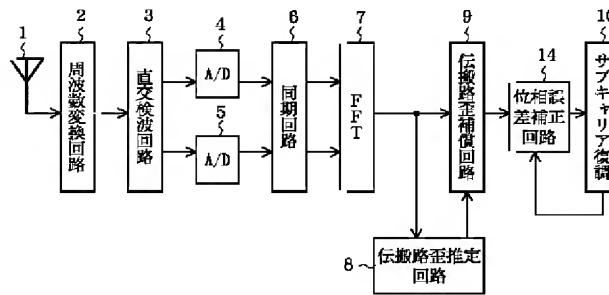 1
2
周波数変換回路
3
直交検波回路
4
A/D
5
A/D
6
同期回路
7
FFT
8
伝搬路歪推定
回路
9
伝搬路歪補償回路
14
位相誤
差補正
回路
10
サブキャリア復調